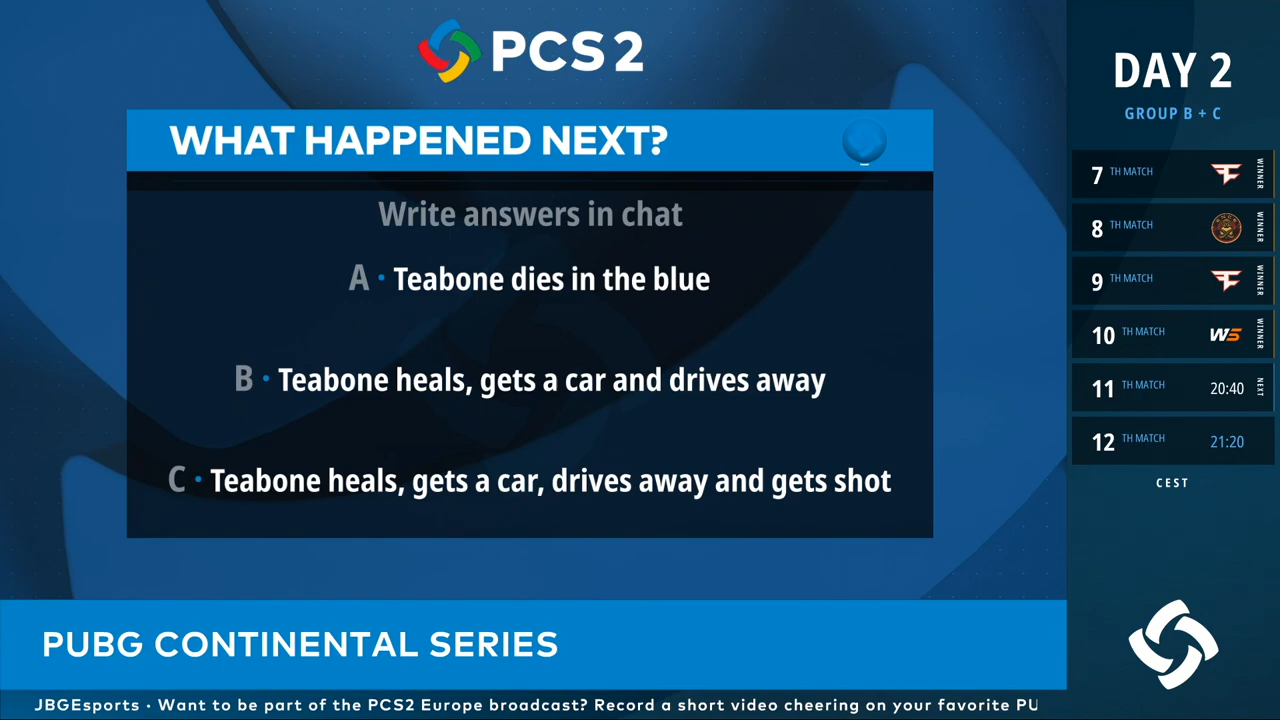 PCS 2
WHAT HAPPENED NEXT?
Write answers in chat
A · Teabone dies in the blue
B · Teabone heals, gets a car and drives away
C · Teabone heals, gets a car, drives away and gets shot
PUBG CONTINENTAL SERIES
JBGEsports · Want to be part of the PCS2 Europe broadcast? Record a short video cheering on your favorite PU
DAY 2
GROUP B + C
7 TH MATCH WINNER
8 TH MATCH WINNER
9 TH MATCH WINNER
10 TH MATCH W5 WINNER
11 TH MATCH 20:40 NEXT
12 TH MATCH 21:20
CEST